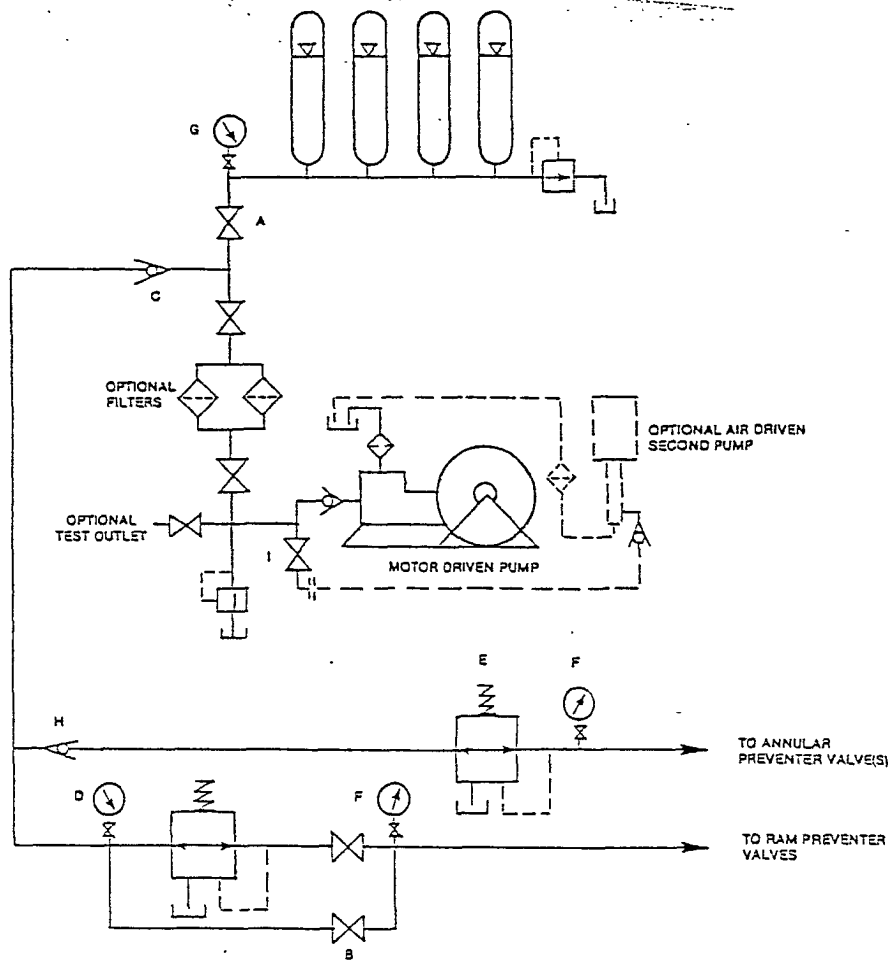 G
A
C
OPTIONAL
FILTERS
OPTIONAL AIR DRIVEN
SECOND PUMP
OPTIONAL
TEST OUTLET
I
MOTOR DRIVEN PUMP
E
F
H
TO ANNULAR
PREVENTER VALVE(S)
D
F
TO RAM PREVENTER
VALVES
B